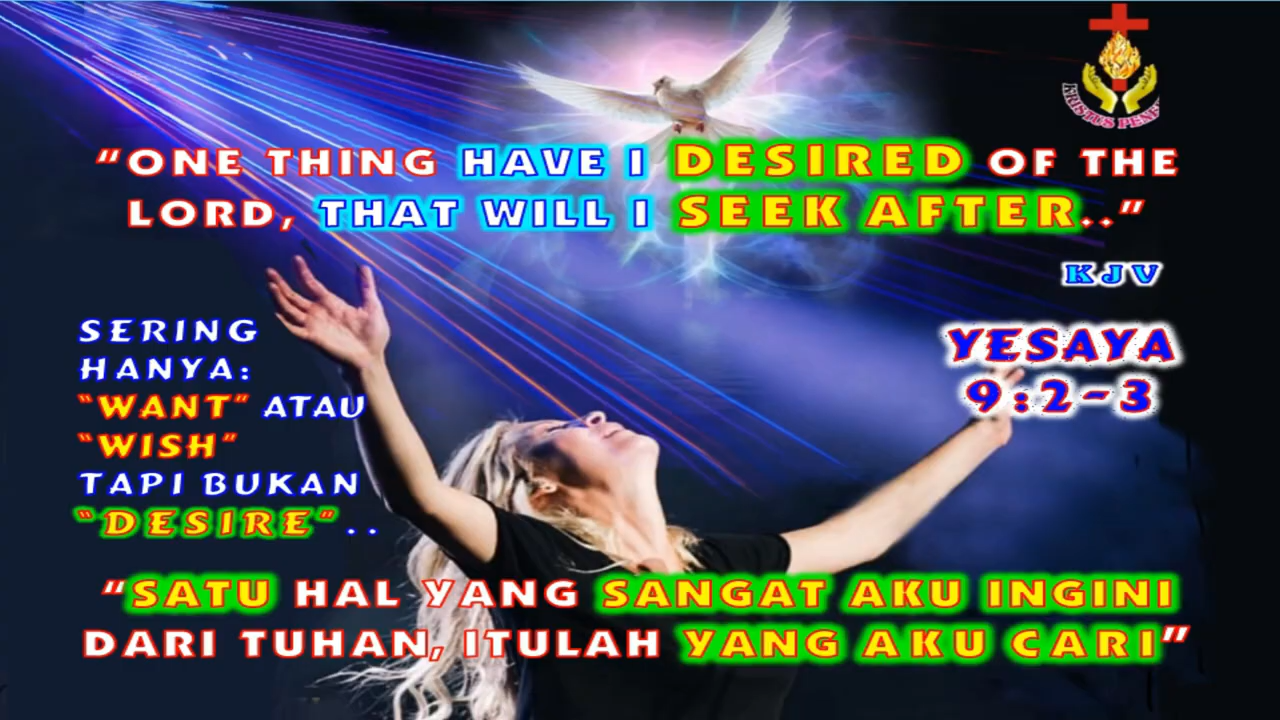 “ONE THING HAVE I DESIRED OF THE
LORD, THAT WILL I SEEK AFTER..”
KJV
SERING
HANYA:
“WANT” ATAU
“WISH”
TAPI BUKAN
“DESIRE”..
YESAYA
9:2-3
“SATU HAL YANG SANGAT AKU INGINI
DARI TUHAN, ITULAH YANG AKU CARI”